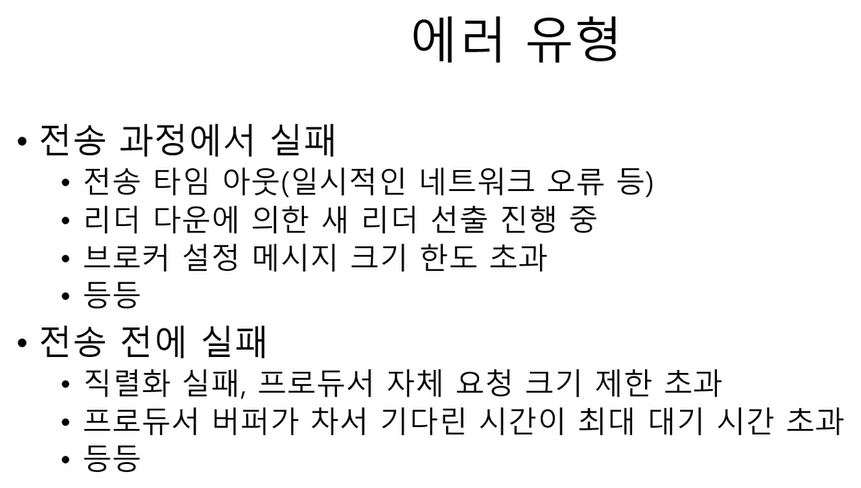 에러 유형
• 전송 과정에서 실패
• 전송 타임 아웃(일시적인 네트워크 오류 등)
• 리더 다운에 의한 새 리더 선출 진행 중
• 브로커 설정 메시지 크기 한도 초과
• 등등
• 전송 전에 실패
• 직렬화 실패, 프로듀서 자체 요청 크기 제한 초과
• 프로듀서 버퍼가 차서 기다린 시간이 최대 대기 시간 초과
• 등등